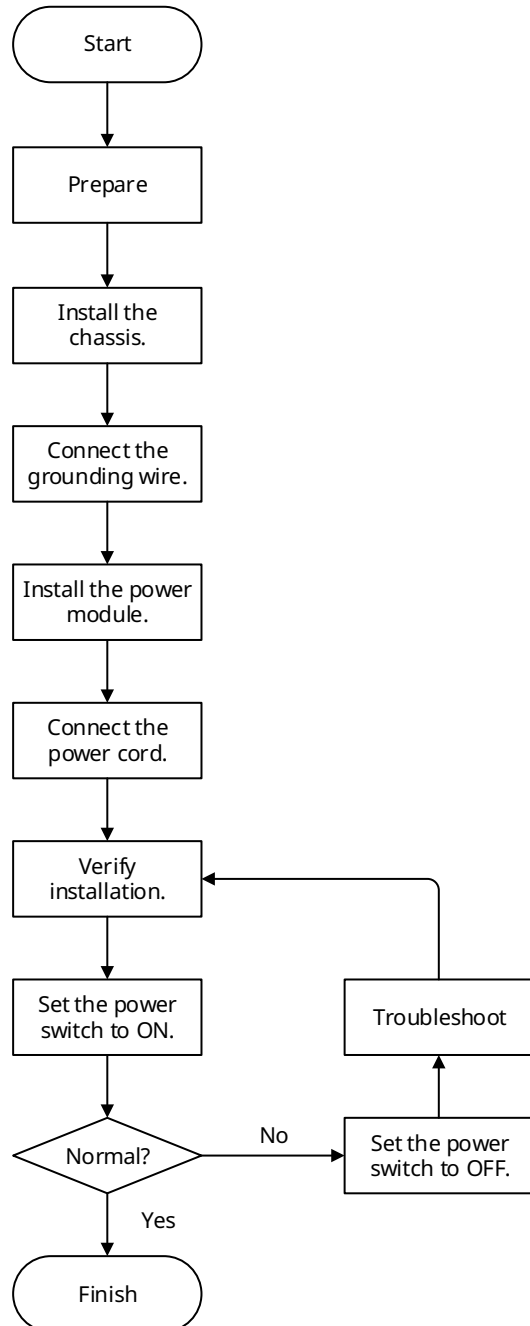 Start
Prepare
Install the
chassis.
Connect the
grounding wire.
Install the power
module.
Connect the
power cord.
Verify
installation.
Set the power
switch to ON.
Troubleshoot
Normal?
No
Set the power
switch to OFF.
Yes
Finish